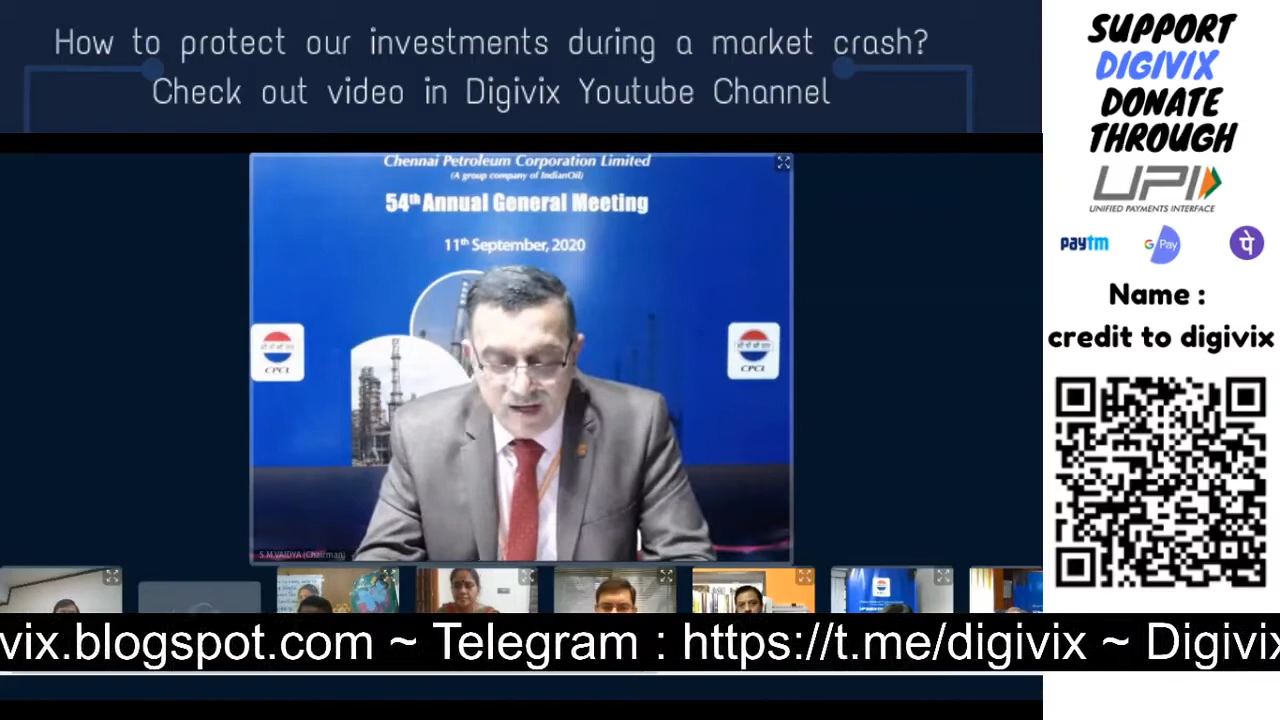 How to protect our investments during a market crash?
Check out video in Digivix Youtube Channel
SUPPORT
DIGIVIX
DONATE
THROUGH
UPI
UNIFIED PAYMENTS INTERFACE
paytm
G Pay
पे
Name :
credit to digivix
Chennai Petroleum Corporation Limited
(A group company of IndianOil)
54th Annual General Meeting
11th September, 2020
CPCL
CPCL
S.M.VAIDYA (Chairman)
vix.blogspot.com ~ Telegram : https://t.me/digivix ~ Digivix